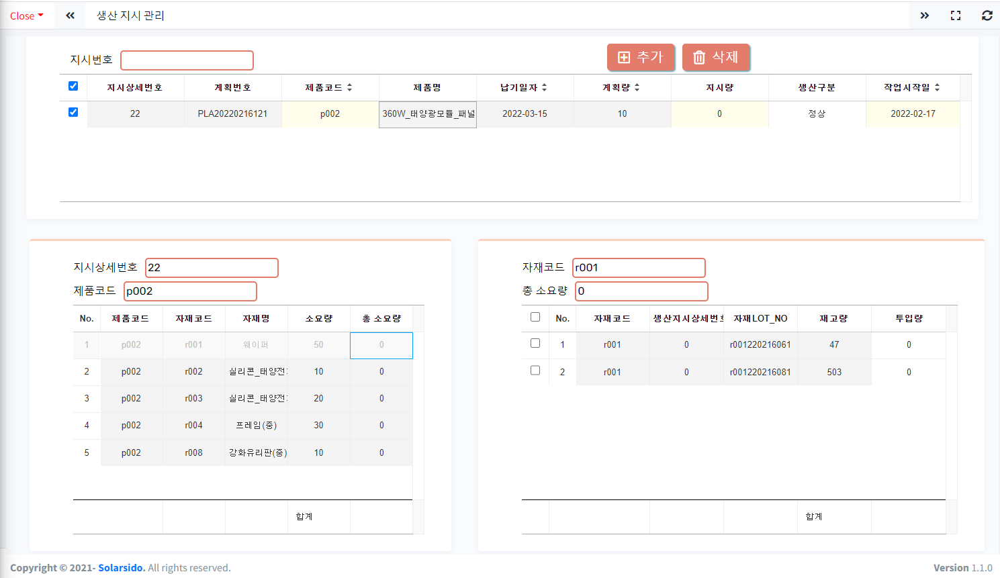 Close
생산 지시 관리
지시번호
추가 삭제
지시상세번호 계획번호 제품코드 제품명 납기일자 계획량 지시량 생산구분 작업시작일
22 PLA20220216121 p002 360W_태양광모듈_패널 2022-03-15 10 0 정상 2022-02-17
지시상세번호 22
제품코드 p002
No. 제품코드 자재코드 자재명 소요량 총 소요량
1 p002 r001 웨이퍼 50 0
2 p002 r002 실리콘_태양전 10 0
3 p002 r003 실리콘_태양전 20 0
4 p002 r004 프레임(중) 30 0
5 p002 r008 강화유리판(중) 10 0
합계
자재코드 r001
총 소요량 0
No. 자재코드 생산지시상세번호 자재LOT_NO 재고량 투입량
1 r001 0 r001220216061 47 0
2 r001 0 r001220216081 503 0
합계
Copyright © 2021- Solarsido. All rights reserved.
Version 1.1.0